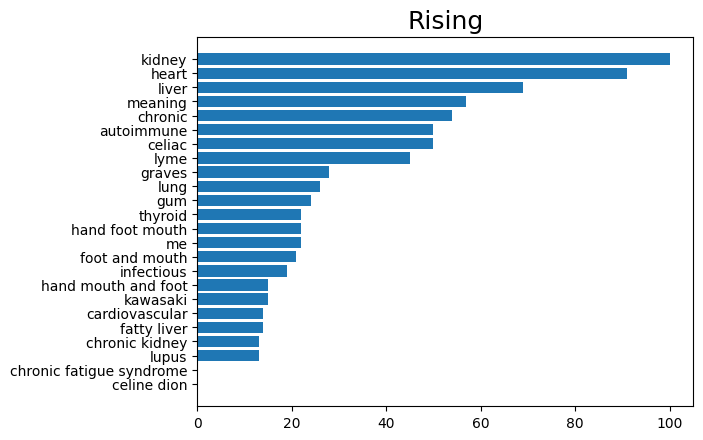 Rising
kidney
heart
liver
meaning
chronic
autoimmune
celiac
lyme
graves
lung
gum
thyroid
hand foot mouth
me
foot and mouth
infectious
hand mouth and foot
kawasaki
cardiovascular
fatty liver
chronic kidney
lupus
chronic fatigue syndrome
celine dion
0 20 40 60 80 100